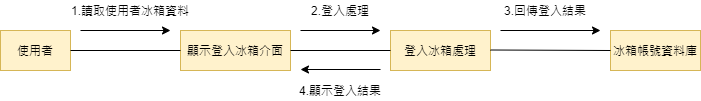 1.讀取使用者冰箱資料
2.登入處理
3.回傳登入結果
使用者
顯示登入冰箱介面
登入冰箱處理
冰箱帳號資料庫
4.顯示登入結果